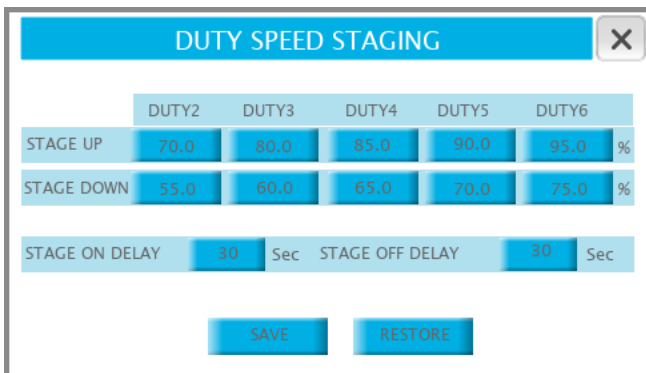 DUTY SPEED STAGING
DUTY2 DUTY3 DUTY4 DUTY5 DUTY6
STAGE UP 70.0 80.0 85.0 90.0 95.0 %
STAGE DOWN 55.0 60.0 65.0 70.0 75.0 %
STAGE ON DELAY 30 Sec STAGE OFF DELAY 30 Sec
SAVE RESTORE